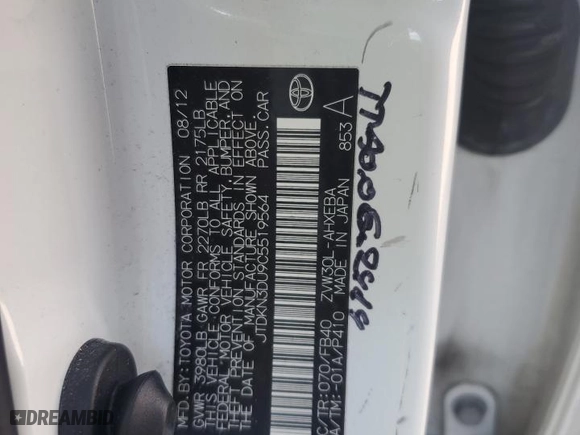 MFD.BY:TOYOTA MOTOR CORPORATION 08/12
GVWR 3980LB GAWR FR 2270LB RR 2175LB
THIS VEHICLE CONFORMS TO ALL APPLICABLE
FEDERAL MOTOR VEHICLE SAFETY, BUMPER, AND
THEFT PREVENTION STANDARDS IN EFFECT ON
THE DATE OF MANUFACTURE SHOWN ABOVE.
JTDKN3DU9C5519564 PASS.CAR
C/TR:070/FB40 ZVW30L-AHXEBA
A/TM:-01A/P410 MADE IN JAPAN 853 A
DREAMBID